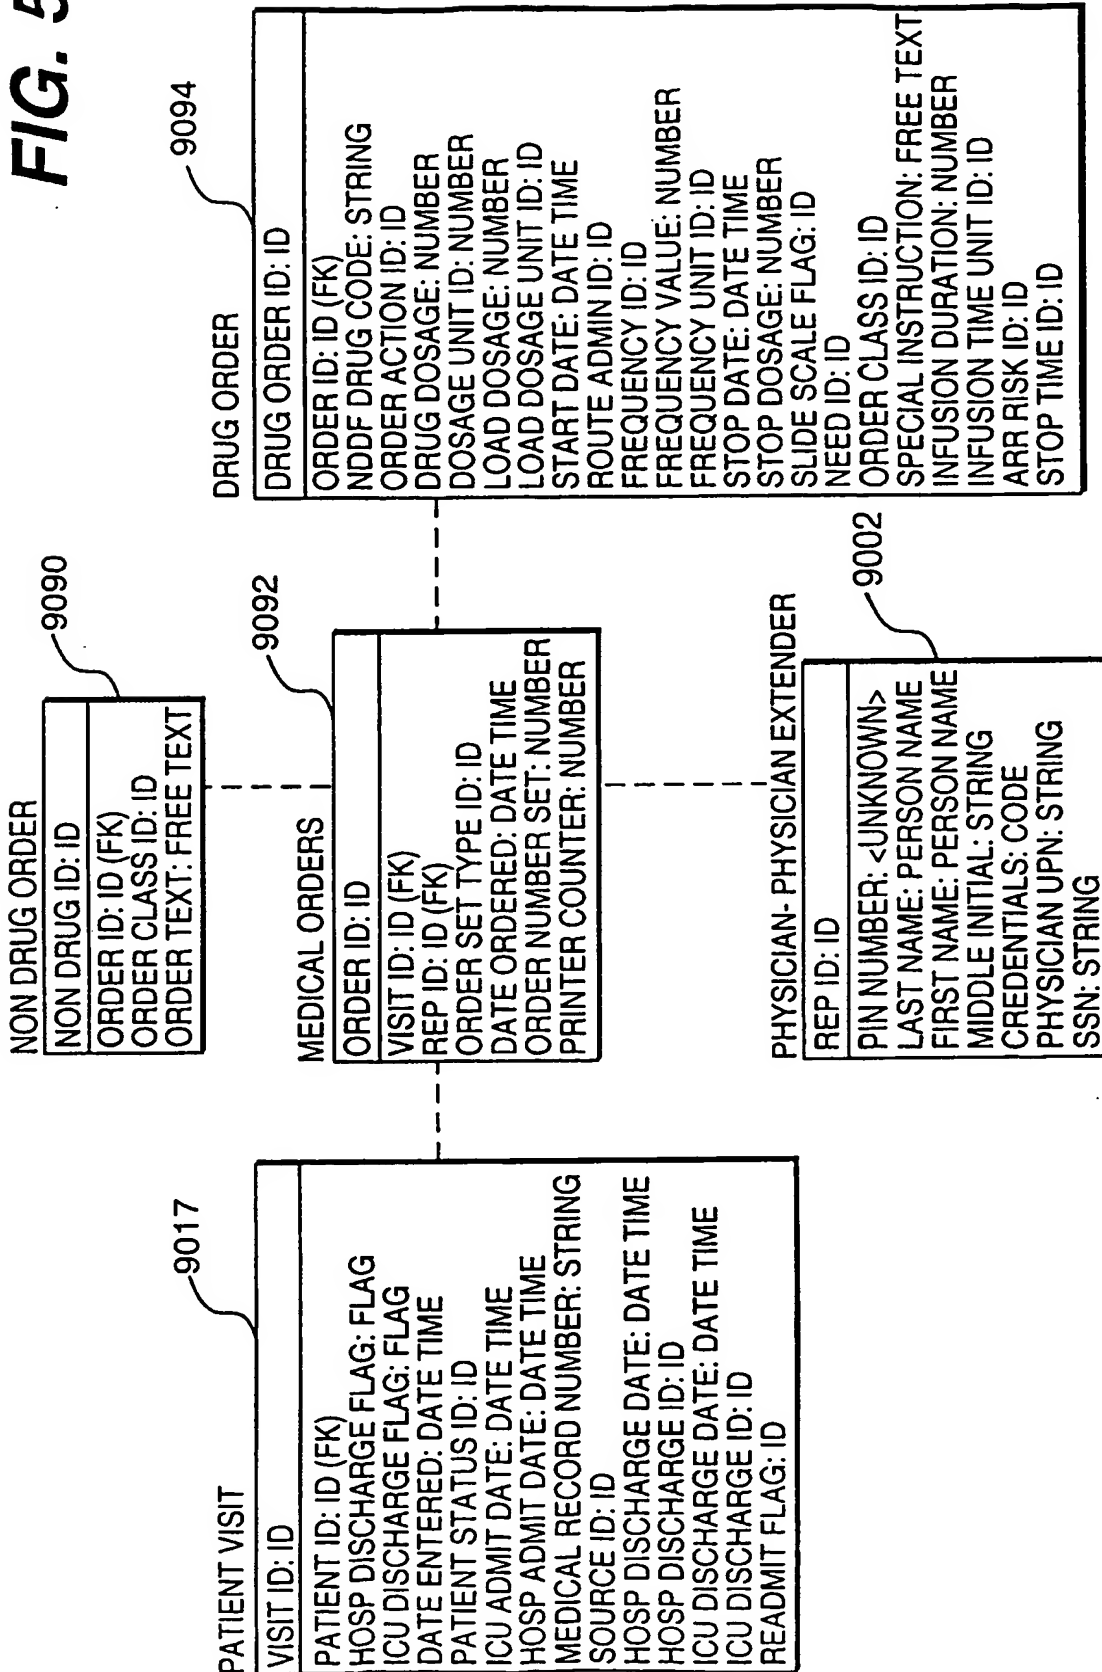 FIG. 5
PATIENT VISIT
9017
VISIT ID: ID
PATIENT ID: ID (FK)
HOSP DISCHARGE FLAG: FLAG
ICU DISCHARGE FLAG: FLAG
DATE ENTERED: DATE TIME
PATIENT STATUS ID: ID
ICU ADMIT DATE: DATE TIME
HOSP ADMIT DATE: DATE TIME
MEDICAL RECORD NUMBER: STRING
SOURCE ID: ID
HOSP DISCHARGE DATE: DATE TIME
HOSP DISCHARGE ID: ID
ICU DISCHARGE DATE: DATE TIME
ICU DISCHARGE ID: ID
READMIT FLAG: ID
NON DRUG ORDER
9090
NON DRUG ID: ID
ORDER ID: ID (FK)
ORDER CLASS ID: ID
ORDER TEXT: FREE TEXT
MEDICAL ORDERS
9092
ORDER ID: ID
VISIT ID: ID (FK)
REP ID: ID (FK)
ORDER SET TYPE ID: ID
DATE ORDERED: DATE TIME
ORDER NUMBER SET: NUMBER
PRINTER COUNTER: NUMBER
PHYSICIAN- PHYSICIAN EXTENDER
9002
REP ID: ID
PIN NUMBER: <UNKNOWN>
LAST NAME: PERSON NAME
FIRST NAME: PERSON NAME
MIDDLE INITIAL: STRING
CREDENTIALS: CODE
PHYSICIAN UPN: STRING
SSN: STRING
DRUG ORDER
9094
DRUG ORDER ID: ID
ORDER ID: ID (FK)
NDDF DRUG CODE: STRING
ORDER ACTION ID: ID
DRUG DOSAGE: NUMBER
DOSAGE UNIT ID: NUMBER
LOAD DOSAGE: NUMBER
LOAD DOSAGE UNIT ID: ID
START DATE: DATE TIME
ROUTE ADMIN ID: ID
FREQUENCY ID: ID
FREQUENCY VALUE: NUMBER
FREQUENCY UNIT ID: ID
STOP DATE: DATE TIME
STOP DOSAGE: NUMBER
SLIDE SCALE FLAG: ID
NEED ID: ID
ORDER CLASS ID: ID
SPECIAL INSTRUCTION: FREE TEXT
INFUSION DURATION: NUMBER
INFUSION TIME UNIT ID: ID
ARR RISK ID: ID
STOP TIME ID: ID